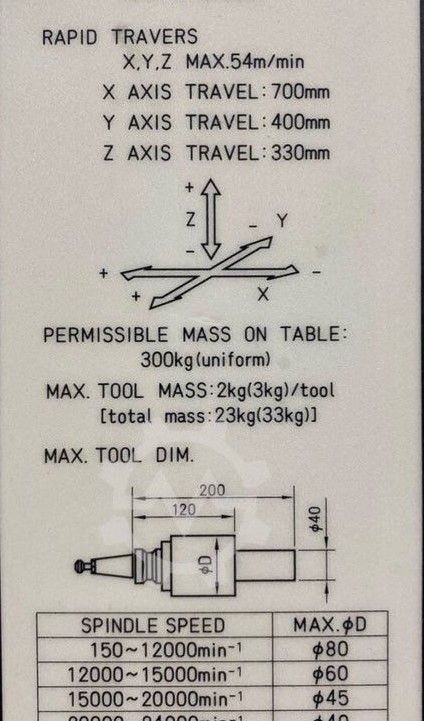 RAPID TRAVERS
X,Y,Z MAX.54m/min
X AXIS TRAVEL:700mm
Y AXIS TRAVEL:400mm
Z AXIS TRAVEL:330mm
+
Z
- Y
-
+ -
+ X
PERMISSIBLE MASS ON TABLE:
300kg(uniform)
MAX. TOOL MASS:2kg(3kg)/tool
[total mass:23kg(33kg)]
MAX. TOOL DIM.
200
120
φ40
φD
SPINDLE SPEED MAX.φD
150~12000min-1 φ80
12000~15000min-1 φ60
15000~20000min-1 φ45